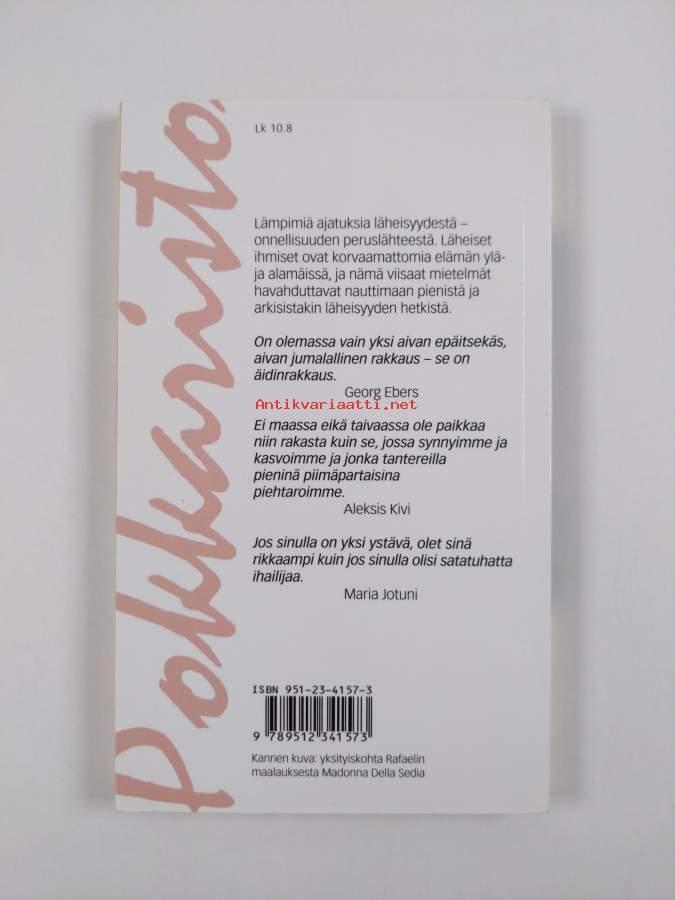 Pokkaristo
Lk 10.8
Lämpimiä ajatuksia läheisyydestä –
onnellisuuden peruslähteestä. Läheiset
ihmiset ovat korvaamattomia elämän ylä-
ja alamäissä, ja nämä viisaat mietelmät
havahduttavat nauttimaan pienistä ja
arkisistakin läheisyyden hetkistä.
On olemassa vain yksi aivan epäitsekäs,
aivan jumalallinen rakkaus – se on
äidinrakkaus.
Georg Ebers
Antikvariaatti.net
Ei maassa eikä taivaassa ole paikkaa
niin rakasta kuin se, jossa synnyimme ja
kasvoimme ja jonka tantereilla
pieninä piimäpartaisina
piehtaroimme.
Aleksis Kivi
Jos sinulla on yksi ystävä, olet sinä
rikkaampi kuin jos sinulla olisi satatuhatta
ihailijaa.
Maria Jotuni
ISBN 951-23-4157-3
9 789512 341573
Kannen kuva: yksityiskohta Rafaelin
maalauksesta Madonna Della Sedia